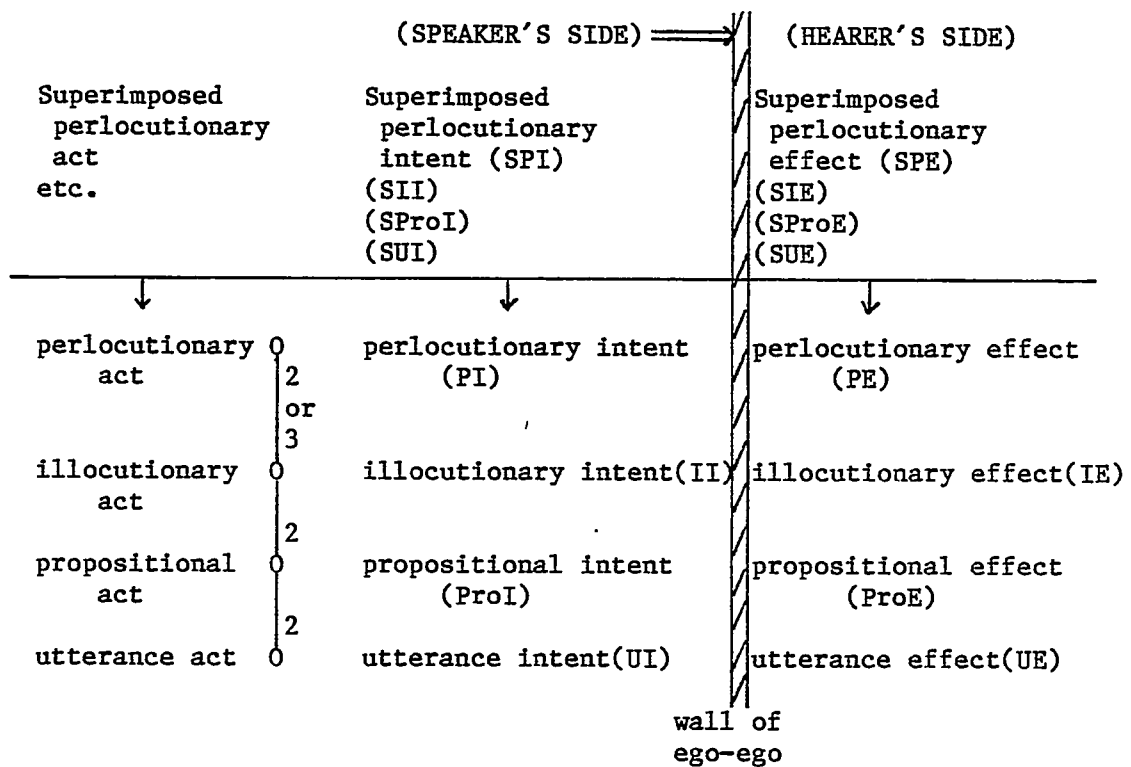 (SPEAKER'S SIDE) (HEARER'S SIDE)
Superimposed perlocutionary act etc.
Superimposed perlocutionary intent (SPI)
(SII)
(SProI)
(SUI)
Superimposed perlocutionary effect (SPE)
(SIE)
(SProE)
(SUE)
perlocutionary act O perlocutionary intent (PI) perlocutionary effect (PE)
2 or 3
illocutionary act O illocutionary intent(II) illocutionary effect(IE)
2
propositional act O propositional intent (ProI) propositional effect (ProE)
2
utterance act O utterance intent(UI) utterance effect(UE)
wall of
ego-ego